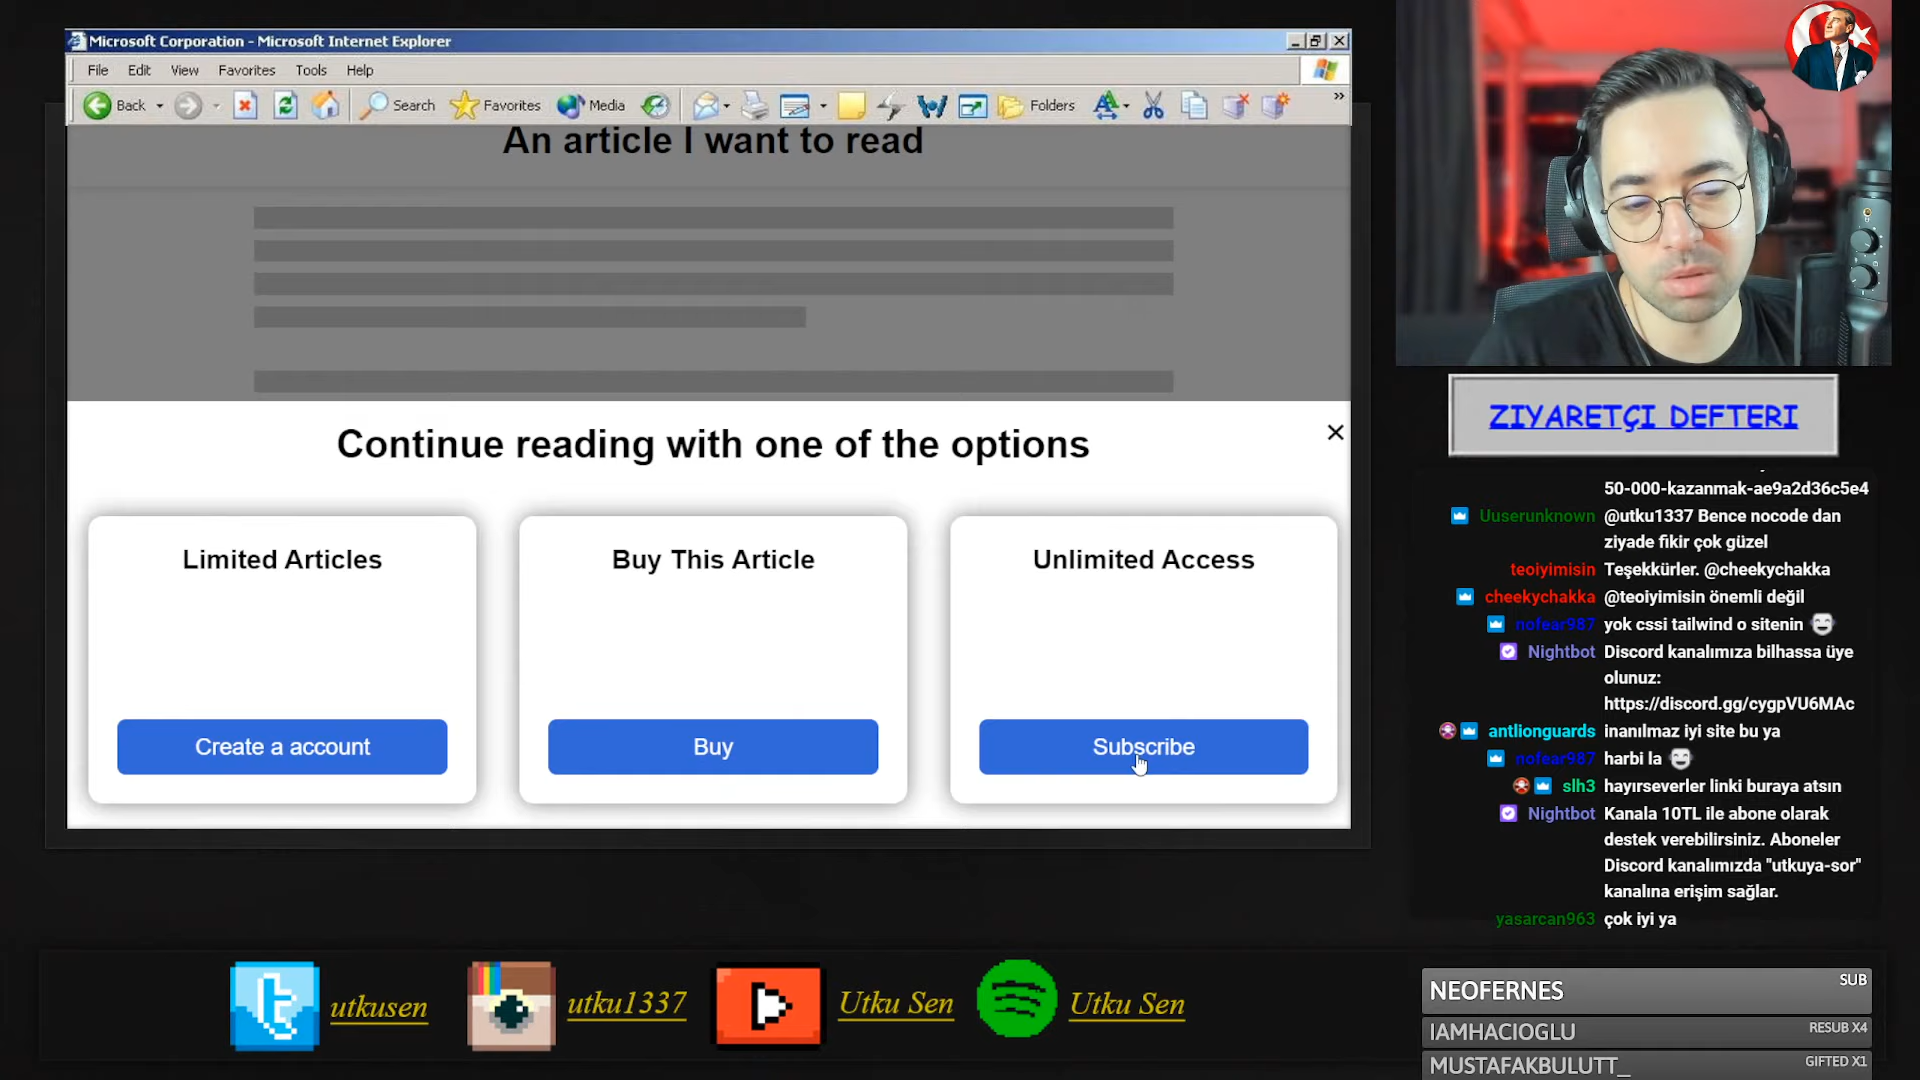 Microsoft Corporation - Microsoft Internet Explorer
File Edit View Favorites Tools Help
Back Search Favorites Media Folders
An article I want to read
Continue reading with one of the options
Limited Articles
Create a account
Buy This Article
Buy
Unlimited Access
Subscribe
ZIYARETÇI DEFTERI
50-000-kazanmak-ae9a2d36c5e4
Uuserunknown @utku1337 Bence nocode dan
ziyade fikir çok güzel
teoiyimisin Teşekkürler. @cheekychakka
cheekychakka @teoiyimisin önemli değil
nofear987 yok cssi tailwind o sitenin
Nightbot Discord kanalımıza bilhassa üye
olunuz:
https://discord.gg/cygpVU6MAc
antlionguards inanılmaz iyi site bu ya
nofear987 harbi la
slh3 hayırseverler linki buraya atsın
Nightbot Kanala 10TL ile abone olarak
destek verebilirsiniz. Aboneler
Discord kanalımızda "utkuya-sor"
kanalına erişim sağlar.
yasarcan963 çok iyi ya
utkusen
utku1337
Utku Sen
Utku Sen
NEOFERNES SUB
IAMHACIOGLU RESUB X4
MUSTAFAKBULUTT_ GIFTED X1